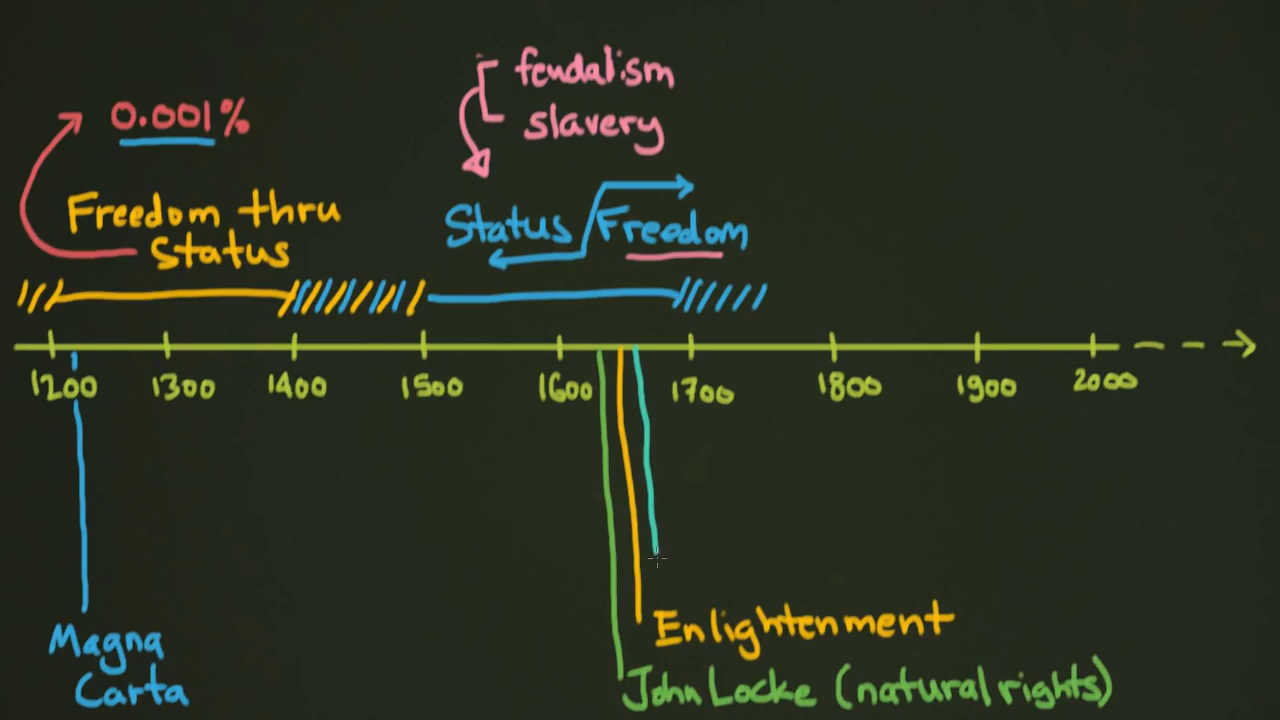 feudalism
slavery
0.001%
Freedom thru
Status
Status Freedom
1200 1300 1400 1500 1600 1700 1800 1900 2000
Enlightenment
Magna
Carta
John Locke (natural rights)